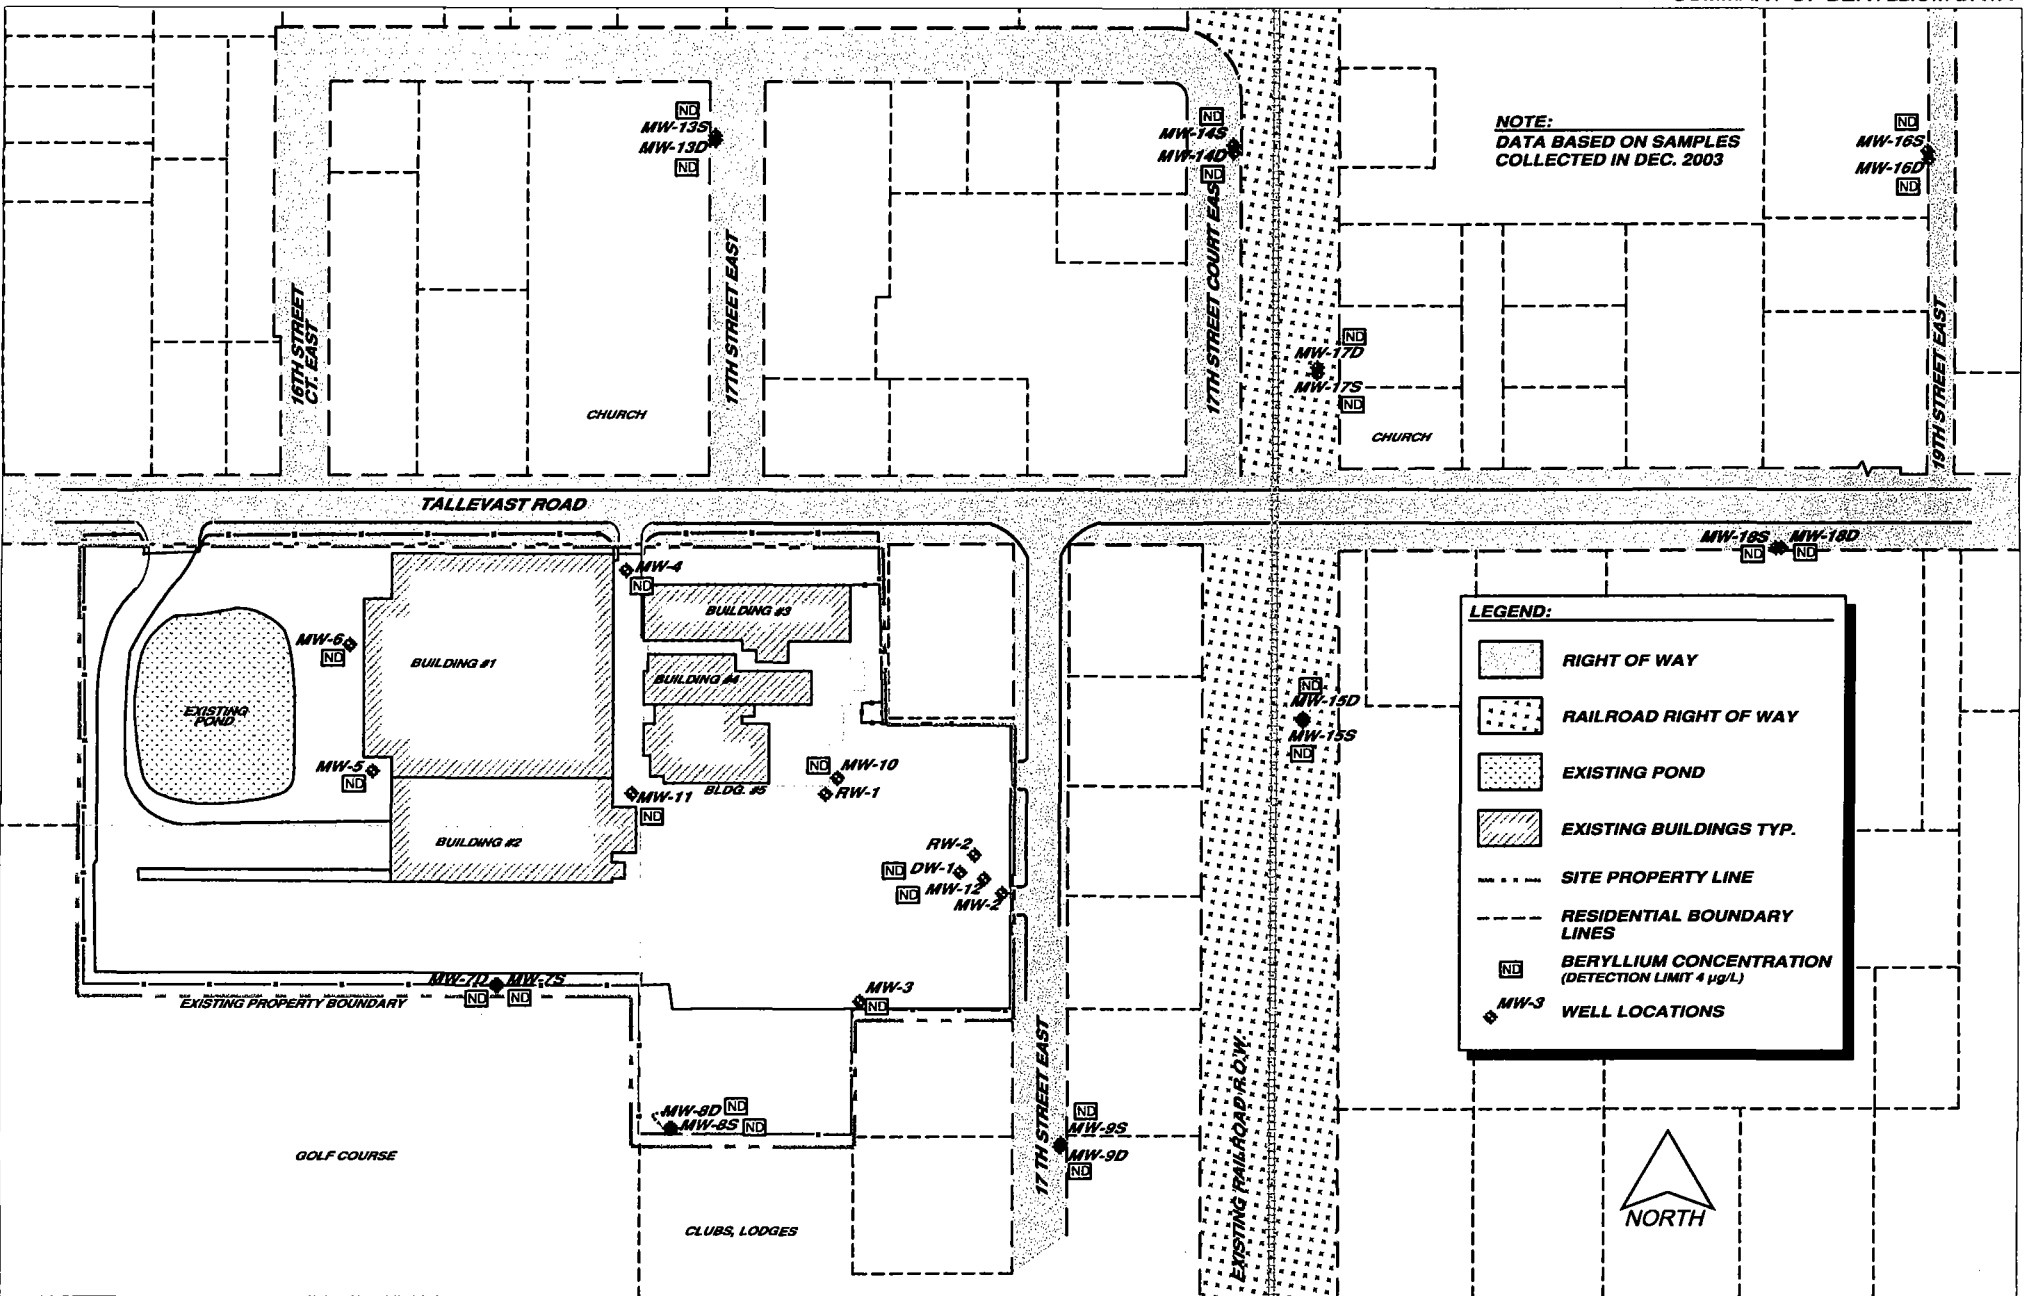 ND
MW-13S
MW-13D
ND
ND
MW-14S
MW-14D
ND
NOTE:
DATA BASED ON SAMPLES
COLLECTED IN DEC. 2003
ND
MW-16S
MW-16D
ND
16TH STREET
CT. EAST
17TH STREET EAST
17TH STREET COURT EAST
19TH STREET EAST
ND
MW-17D
MW-17S
ND
CHURCH
CHURCH
TALLEVAST ROAD
MW-18S MW-18D
ND ND
MW-4
ND
BUILDING #3
MW-6
ND
BUILDING #1
BUILDING #4
EXISTING
POND
MW-5
ND
ND MW-10
RW-1
BLDG. #5
MW-11
ND
BUILDING #2
RW-2
ND DW-1
ND MW-12
MW-2
ND
MW-15D
MW-15S
ND
MW-7D MW-7S
ND ND
EXISTING PROPERTY BOUNDARY
MW-3
ND
MW-8D ND
MW-8S ND
ND
MW-9S
MW-9D
ND
17 TH STREET EAST
EXISTING RAILROAD R.O.W.
GOLF COURSE
CLUBS, LODGES
LEGEND:
RIGHT OF WAY
RAILROAD RIGHT OF WAY
EXISTING POND
EXISTING BUILDINGS TYP.
SITE PROPERTY LINE
RESIDENTIAL BOUNDARY
LINES
ND BERYLLIUM CONCENTRATION
(DETECTION LIMIT 4 µg/L)
MW-3 WELL LOCATIONS
NORTH